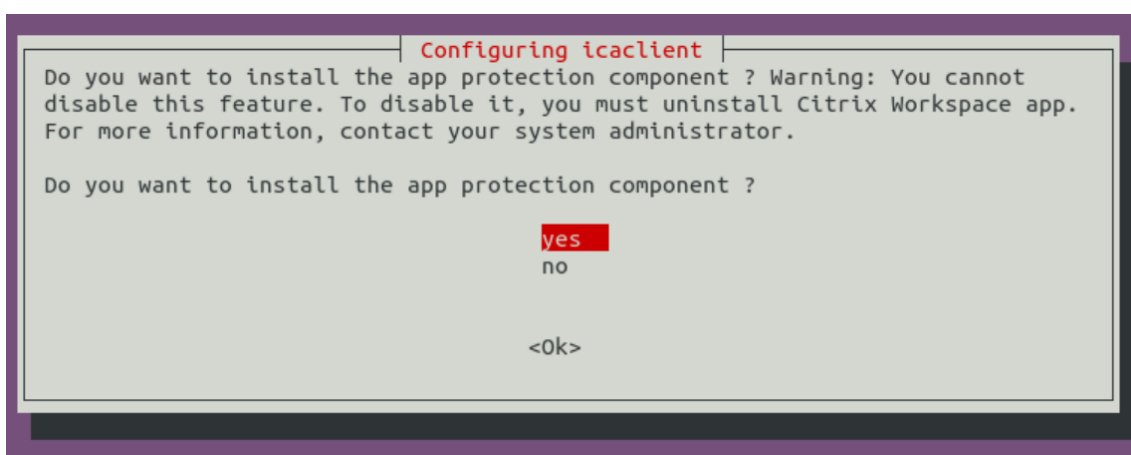 Configuring icaclient
Do you want to install the app protection component ? Warning: You cannot
disable this feature. To disable it, you must uninstall Citrix Workspace app.
For more information, contact your system administrator.
Do you want to install the app protection component ?
yes
no
<Ok>